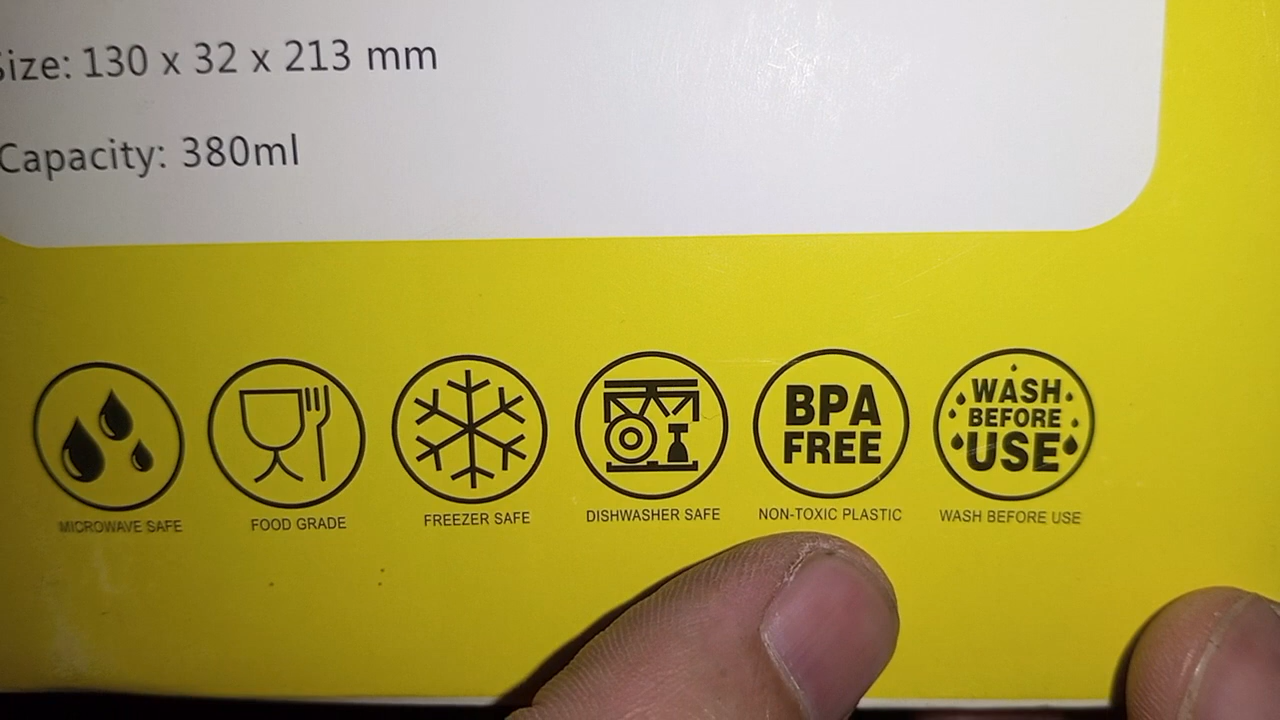 Size: 130 x 32 x 213 mm
Capacity: 380ml
BPA
FREE
WASH
BEFORE
USE
MICROWAVE SAFE
FOOD GRADE
FREEZER SAFE
DISHWASHER SAFE
NON-TOXIC PLASTIC
WASH BEFORE USE